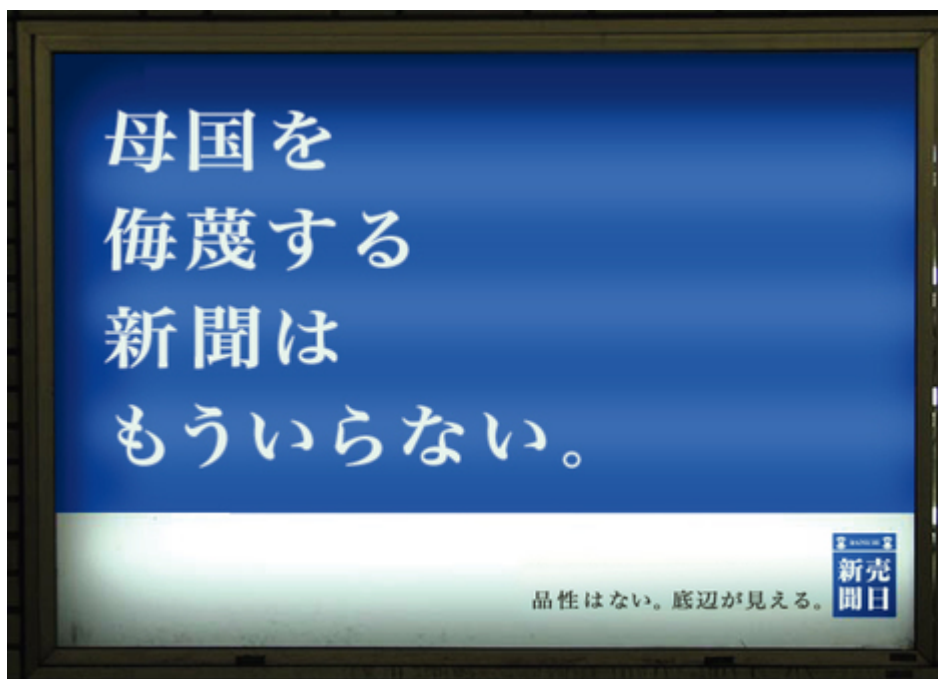 母国を
侮蔑する
新聞は
もういらない。
品性はない。底辺が見える。
売日
新聞